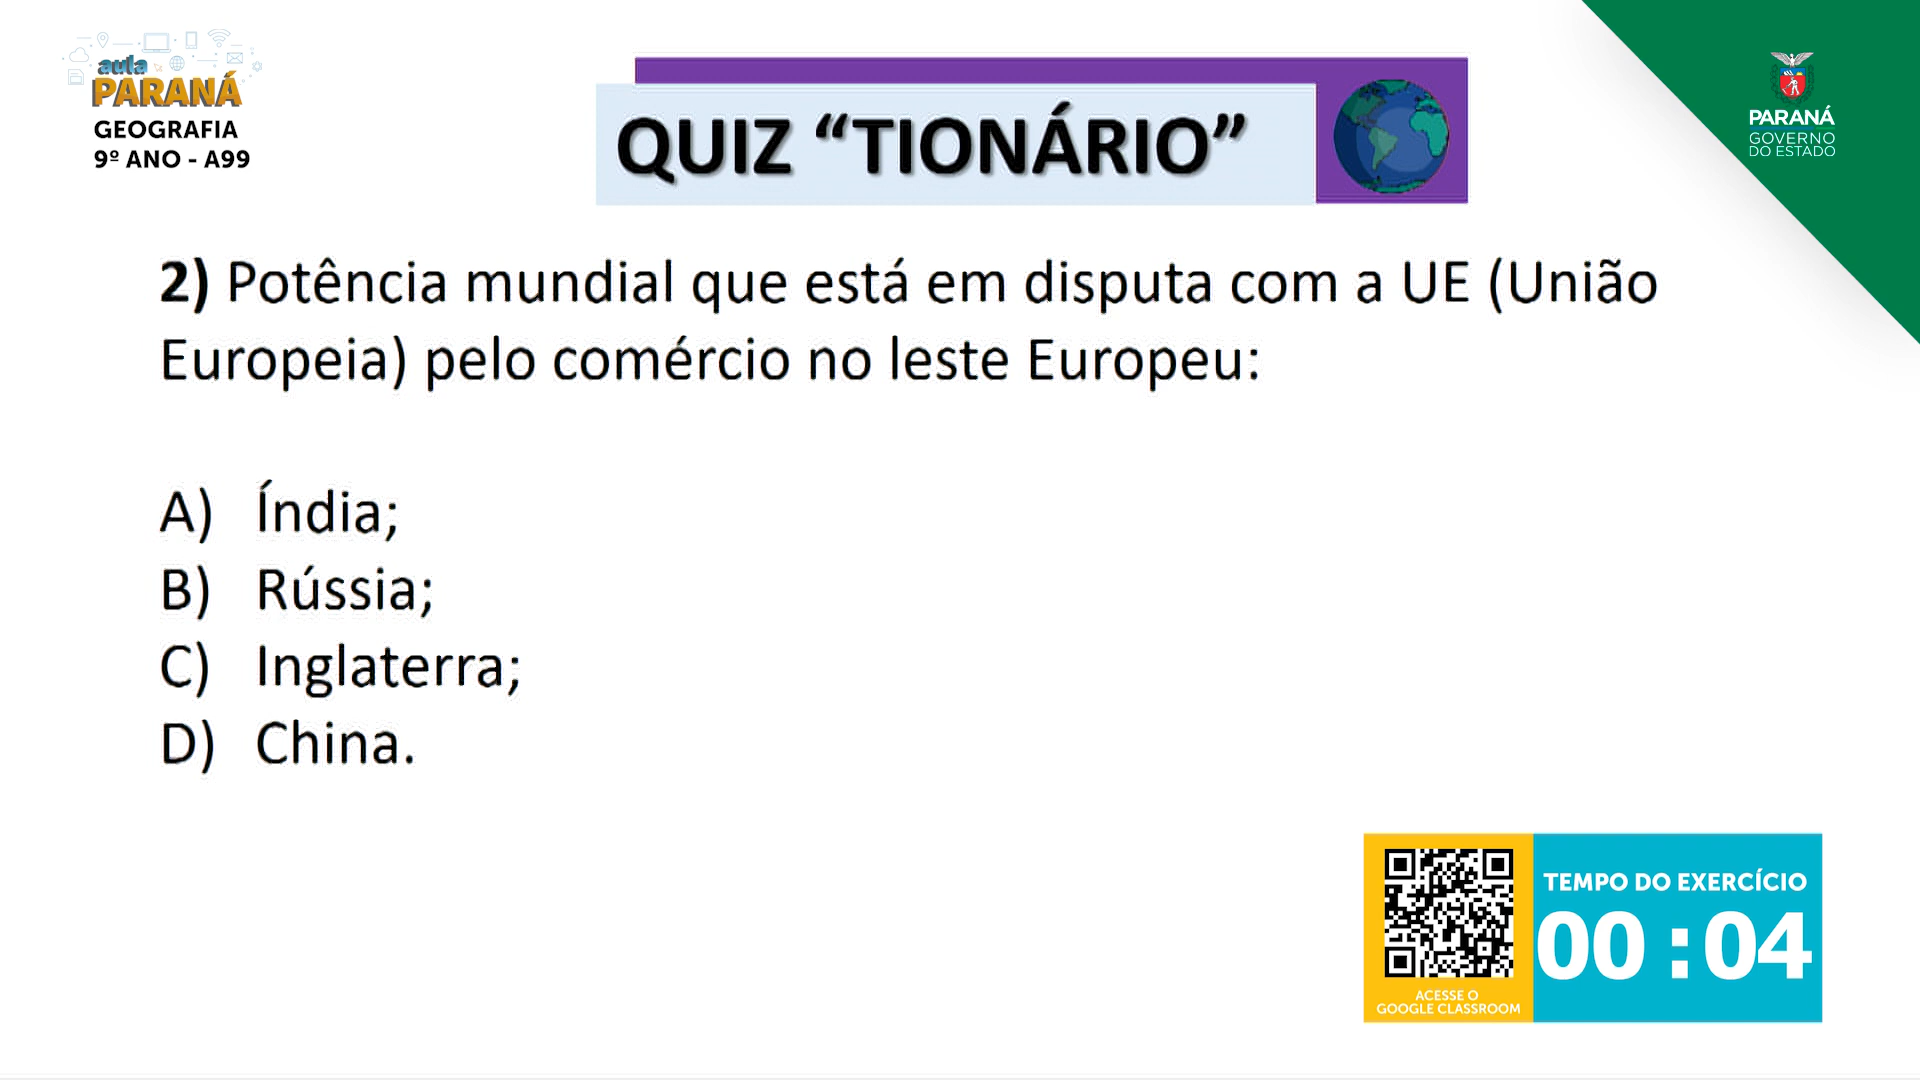 aula
PARANÁ
GEOGRAFIA
9º ANO - A99
QUIZ “TIONÁRIO”
PARANÁ
GOVERNO
DO ESTADO
2) Potência mundial que está em disputa com a UE (União
Europeia) pelo comércio no leste Europeu:
A) Índia;
B) Rússia;
C) Inglaterra;
D) China.
TEMPO DO EXERCÍCIO
00:04
ACESSE O
GOOGLE CLASSROOM